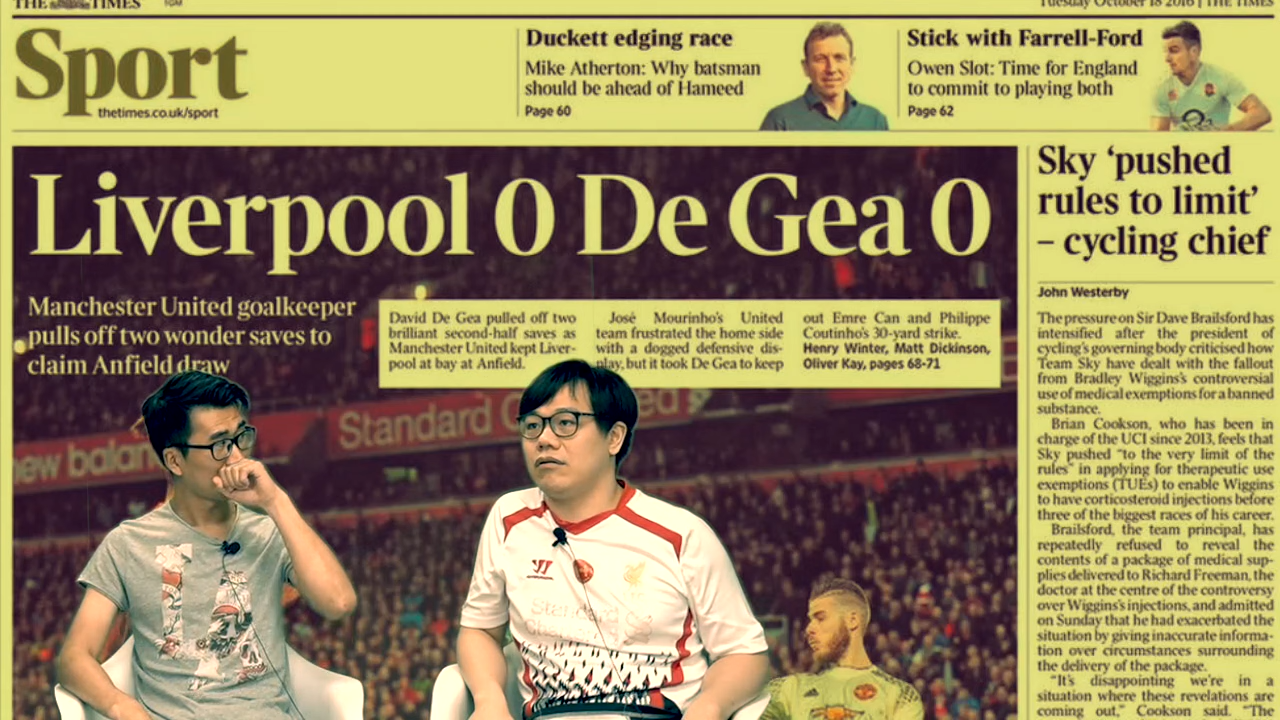 THE TIMES
1GM
Tuesday October 18 2016 | THE TIMES
Sport
thetimes.co.uk/sport
Duckett edging race
Mike Atherton: Why batsman
should be ahead of Hameed
Page 60
Stick with Farrell-Ford
Owen Slot: Time for England
to commit to playing both
Page 62
Liverpool 0 De Gea 0
Manchester United goalkeeper
pulls off two wonder saves to
claim Anfield draw
David De Gea pulled off two
brilliant second-half saves as
Manchester United kept Liver-
pool at bay at Anfield.
José Mourinho's United
team frustrated the home side
with a dogged defensive dis-
play, but it took De Gea to keep
out Emre Can and Philippe
Coutinho's 30-yard strike.
Henry Winter, Matt Dickinson,
Oliver Kay, pages 68-71
Sky ‘pushed
rules to limit’
– cycling chief
John Westerby
The pressure on Sir Dave Brailsford has
intensified after the president of
cycling's governing body criticised how
Team Sky have dealt with the fallout
from Bradley Wiggins's controversial
use of medical exemptions for a banned
substance.
Brian Cookson, who has been in
charge of the UCI since 2013, feels that
Sky pushed “to the very limit of the
rules” in applying for therapeutic use
exemptions (TUEs) to enable Wiggins
to have corticosteroid injections before
three of the biggest races of his career.
Brailsford, the team principal, has
repeatedly refused to reveal the
contents of a package of medical sup-
plies delivered to Richard Freeman, the
doctor at the centre of the controversy
over Wiggins's injections, and admitted
on Sunday that he had exacerbated the
situation by giving inaccurate informa-
tion over circumstances surrounding
the delivery of the package.
“It's disappointing we're in a
situation where these revelations are
coming out,” Cookson said. “The
new balance
Standard C
ed
Standard
Chartered